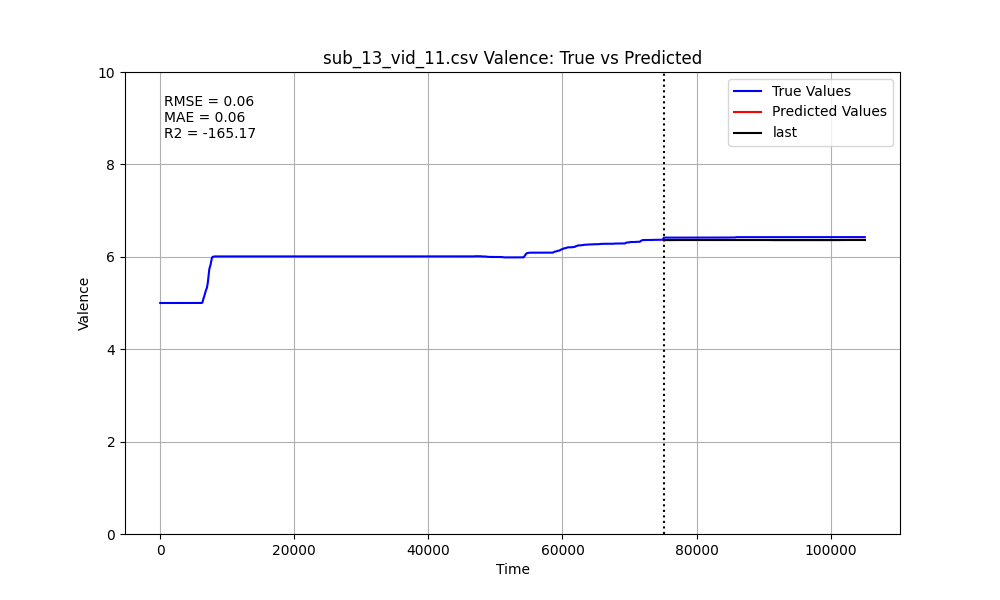 sub_13_vid_11.csv Valence: True vs Predicted
RMSE = 0.06
MAE = 0.06
R2 = -165.17
True Values
Predicted Values
last
Valence
10
8
6
4
2
0
0 20000 40000 60000 80000 100000
Time